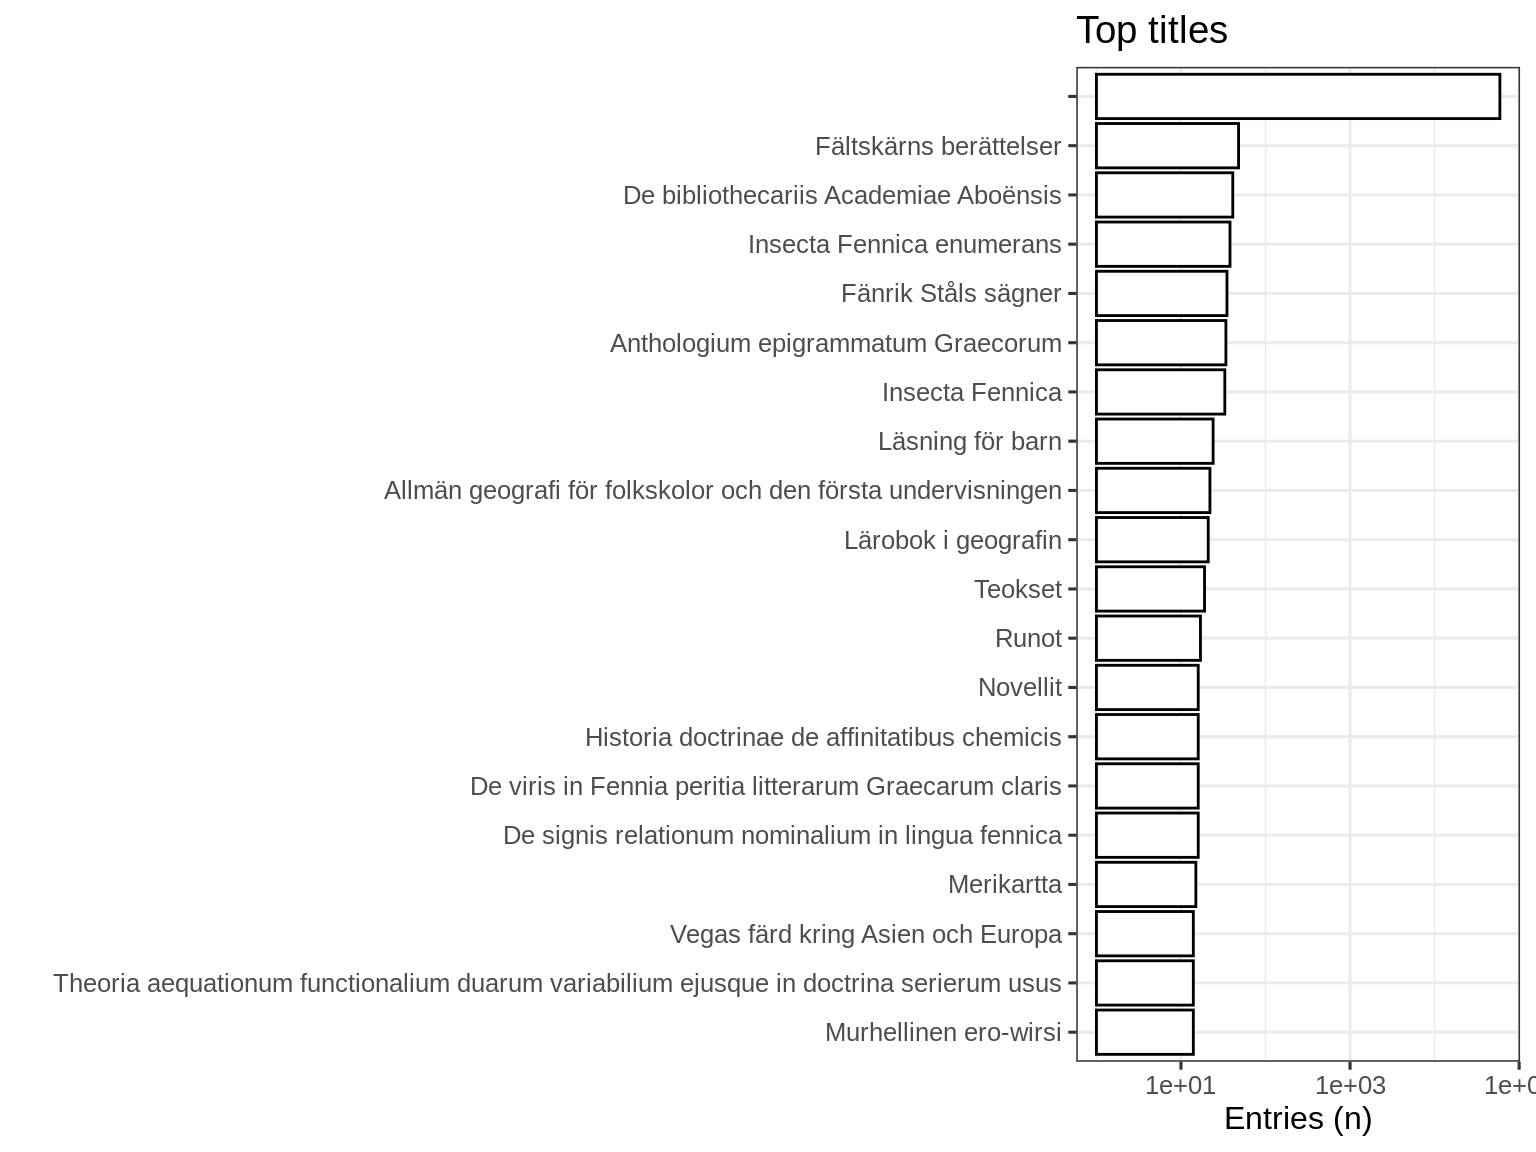 Top titles
Fältskärns berättelser
De bibliothecariis Academiae Aboënsis
Insecta Fennica enumerans
Fänrik Ståls sägner
Anthologium epigrammatum Graecorum
Insecta Fennica
Läsning för barn
Allmän geografi för folkskolor och den första undervisningen
Lärobok i geografin
Teokset
Runot
Novellit
Historia doctrinae de affinitatibus chemicis
De viris in Fennia peritia litterarum Graecarum claris
De signis relationum nominalium in lingua fennica
Merikartta
Vegas färd kring Asien och Europa
Theoria aequationum functionalium duarum variabilium ejusque in doctrina serierum usus
Murhellinen ero-wirsi
1e+01 1e+03
Entries (n)